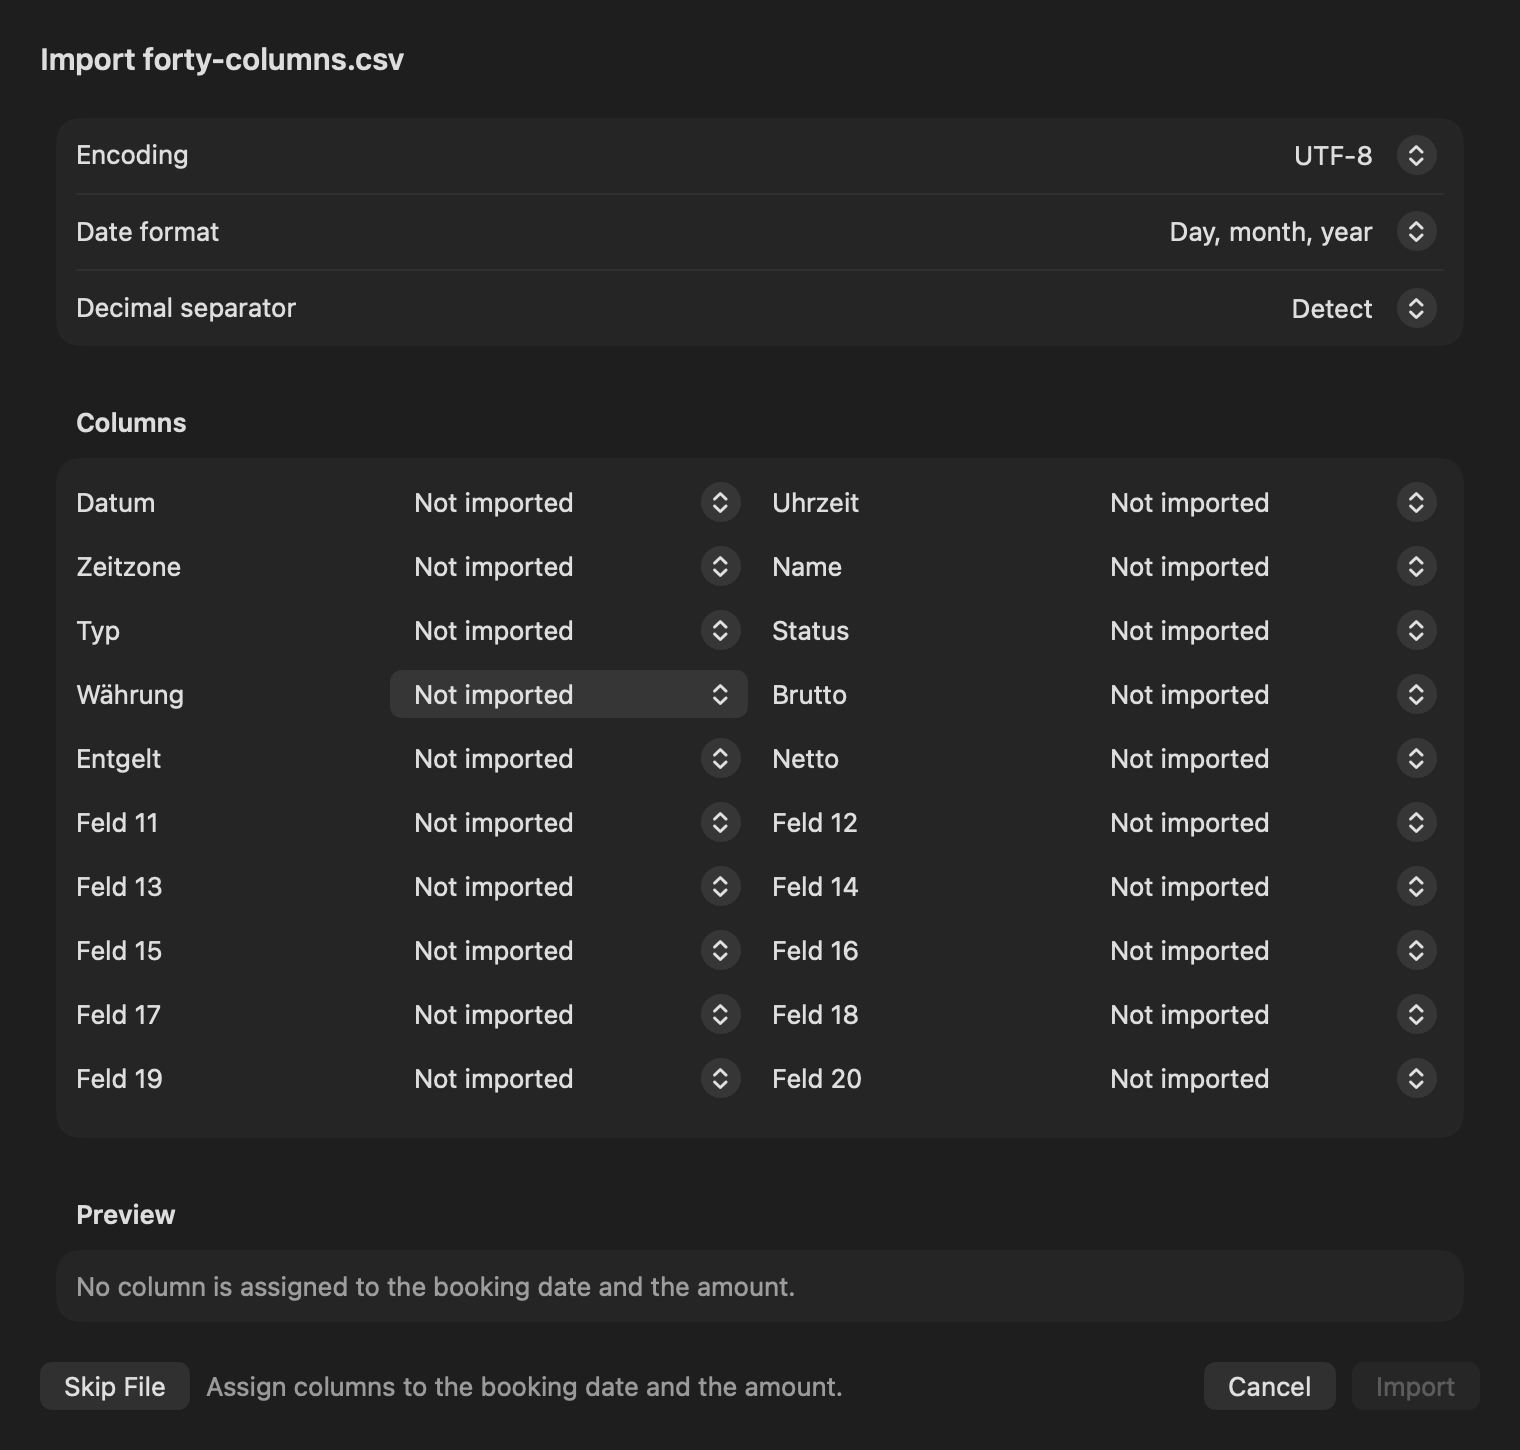 Import forty-columns.csv
Encoding UTF-8
Date format Day, month, year
Decimal separator Detect
Columns
Datum Not imported Uhrzeit Not imported
Zeitzone Not imported Name Not imported
Typ Not imported Status Not imported
Währung Not imported Brutto Not imported
Entgelt Not imported Netto Not imported
Feld 11 Not imported Feld 12 Not imported
Feld 13 Not imported Feld 14 Not imported
Feld 15 Not imported Feld 16 Not imported
Feld 17 Not imported Feld 18 Not imported
Feld 19 Not imported Feld 20 Not imported
Preview
No column is assigned to the booking date and the amount.
Skip File Assign columns to the booking date and the amount. Cancel Import